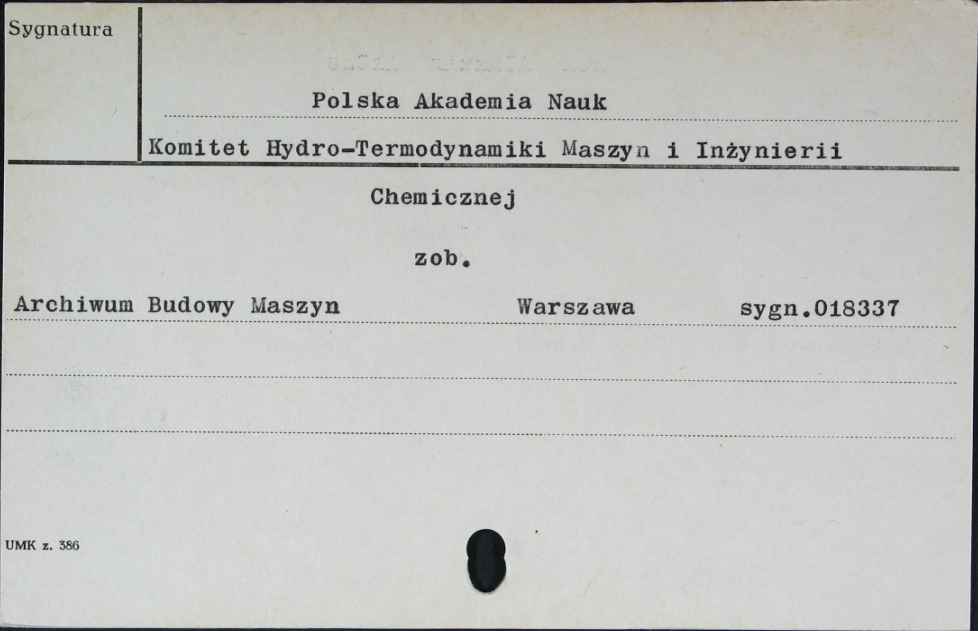 Sygnatura
Polska Akademia Nauk
Komitet Hydro-Termodynamiki Maszyn i Inżynierii
Chemicznej
zob.
Archiwum Budowy Maszyn Warszawa sygn.018337
UMK z. 386